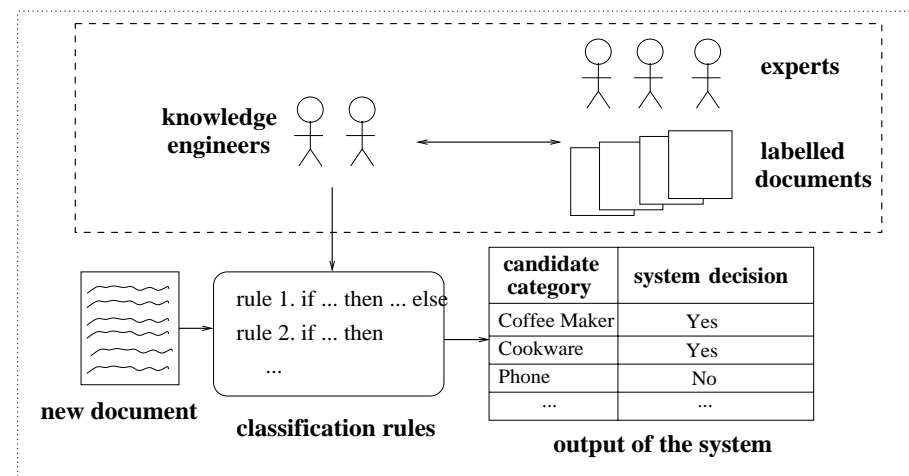 experts
knowledge
engineers
labelled
documents
rule 1. if ... then ... else
rule 2. if ... then
...
new document
classification rules
candidate category
system decision
Coffee Maker Yes
Cookware Yes
Phone No
... ...
output of the system